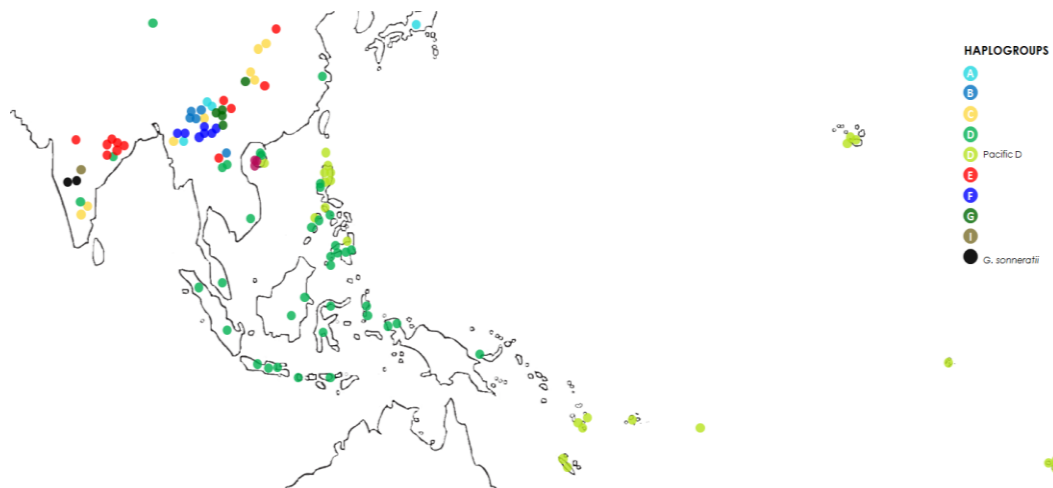 HAPLOGROUPS
A
B
C
D
D Pacific D
E
F
G
I
G. sonneratii